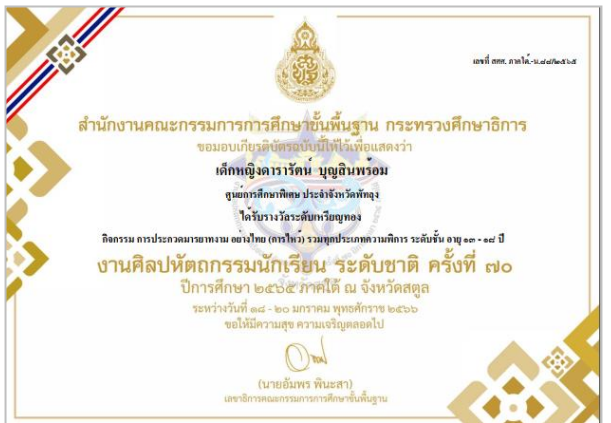 เลขที่ สศศ. ภาคใต้-น.๘๘/๒๕๖๕
สำนักงานคณะกรรมการการศึกษาขั้นพื้นฐาน กระทรวงศึกษาธิการ
ขอมอบเกียรติบัตรฉบับนี้ให้ไว้เพื่อแสดงว่า
เด็กหญิงดารารัตน์ บุญสินพร้อม
ศูนย์การศึกษาพิเศษ ประจำจังหวัดพัทลุง
ได้รับรางวัลระดับเหรียญทอง
กิจกรรม การประกวดมารยาทงาม อย่างไทย (การไหว้) รวมทุกประเภทความพิการ ระดับชั้น อายุ ๑๓ - ๑๘ ปี
งานศิลปหัตถกรรมนักเรียน ระดับชาติ ครั้งที่ ๗๐
ปีการศึกษา ๒๕๖๕ ภาคใต้ ณ จังหวัดสตูล
ระหว่างวันที่ ๑๘ - ๒๐ มกราคม พุทธศักราช ๒๕๖๖
ขอให้มีความสุข ความเจริญตลอดไป
(นายอัมพร พินะสา)
เลขาธิการคณะกรรมการการศึกษาขั้นพื้นฐาน